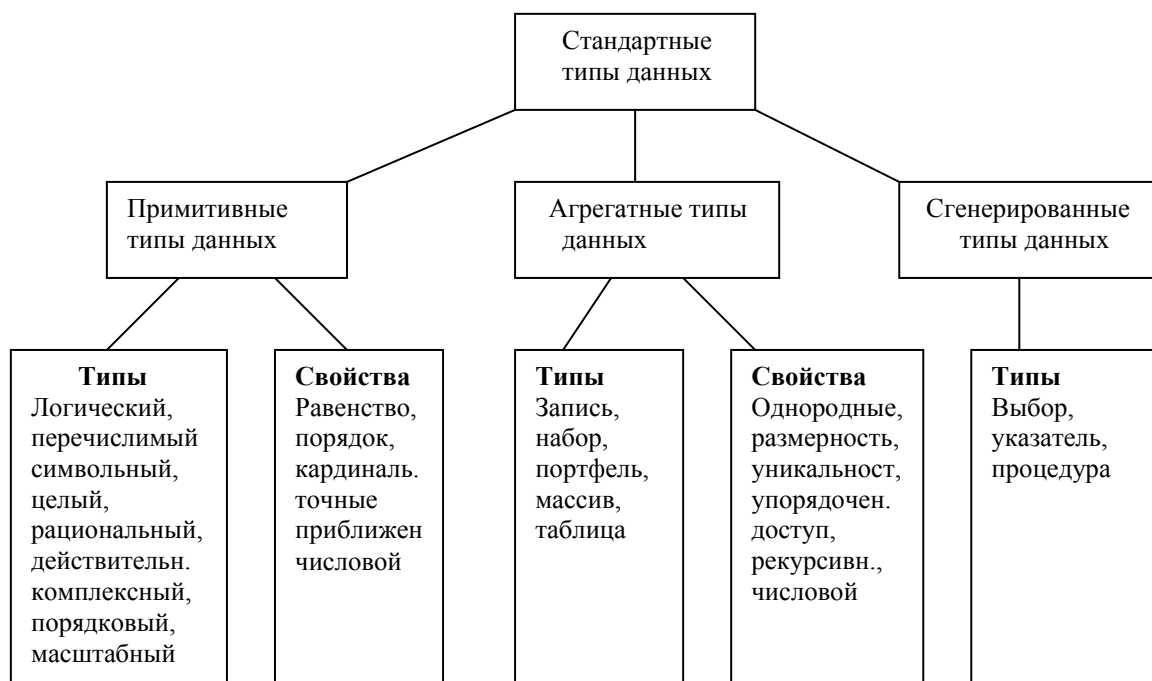 Стандартные
типы данных
Примитивные
типы данных
Агрегатные типы
данных
Сгенерированные
типы данных
Типы
Логический,
перечислимый
символьный,
целый,
рациональный,
действительн.
комплексный,
порядковый,
масштабный
Свойства
Равенство,
порядок,
кардиналь.
точные
приближен
числовой
Типы
Запись,
набор,
портфель,
массив,
таблица
Свойства
Однородные,
размерность,
уникальност,
упорядочен.
доступ,
рекурсивн.,
числовой
Типы
Выбор,
указатель,
процедура